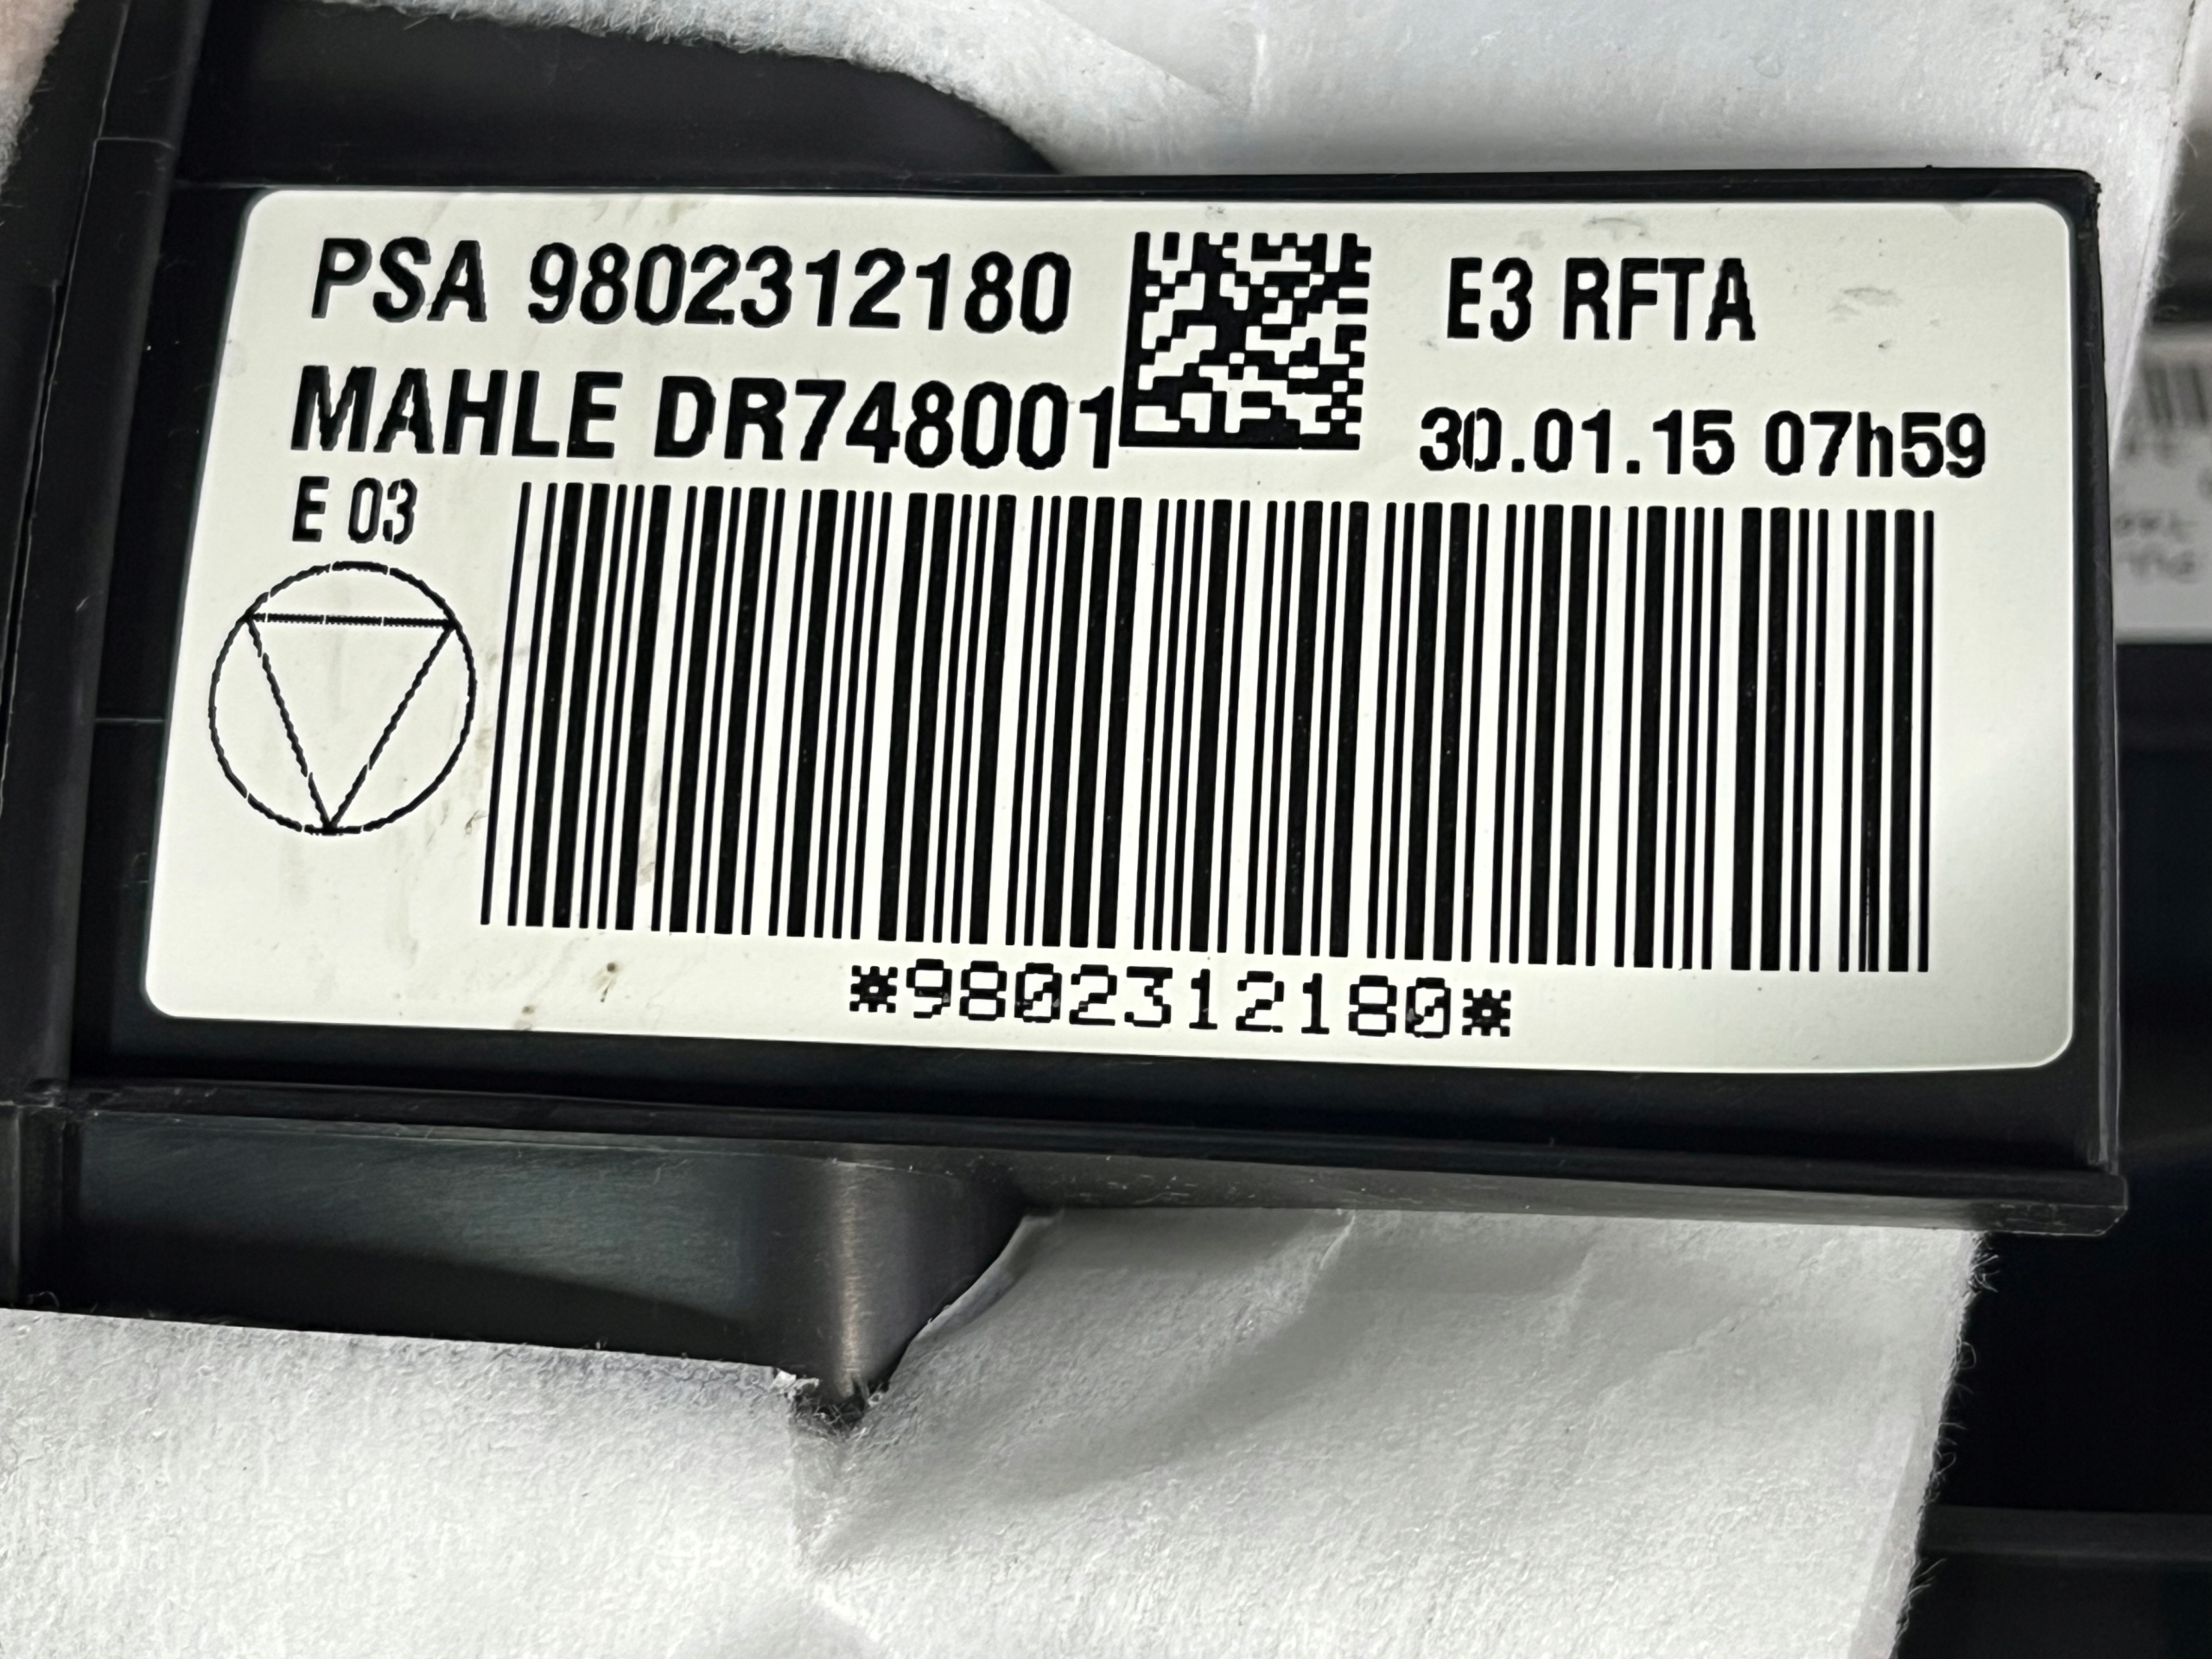 PSA 9802312180
E3 RFTA
MAHLE DR748001
30.01.15 07h59
E 03
*9802312180*